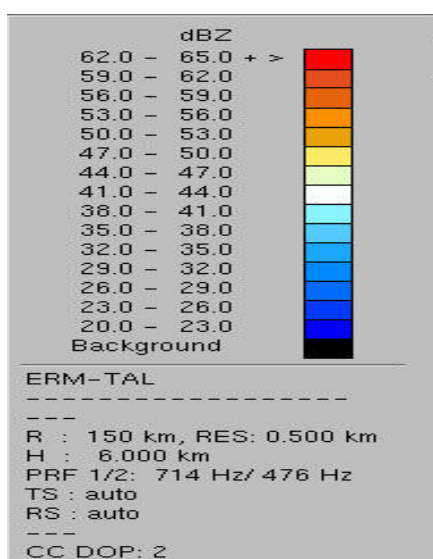 dBZ
62.0 – 65.0 + >
59.0 – 62.0
56.0 – 59.0
53.0 – 56.0
50.0 – 53.0
47.0 – 50.0
44.0 – 47.0
41.0 – 44.0
38.0 – 41.0
35.0 – 38.0
32.0 – 35.0
29.0 – 32.0
26.0 – 29.0
23.0 – 26.0
20.0 – 23.0
Background
ERM-TAL
– – – – – – – – – – – – – – – – – –
– – –
R : 150 km, RES: 0.500 km
H : 6.000 km
PRF 1/2: 714 Hz/ 476 Hz
TS : auto
RS : auto
– – –
CC DOP: 2